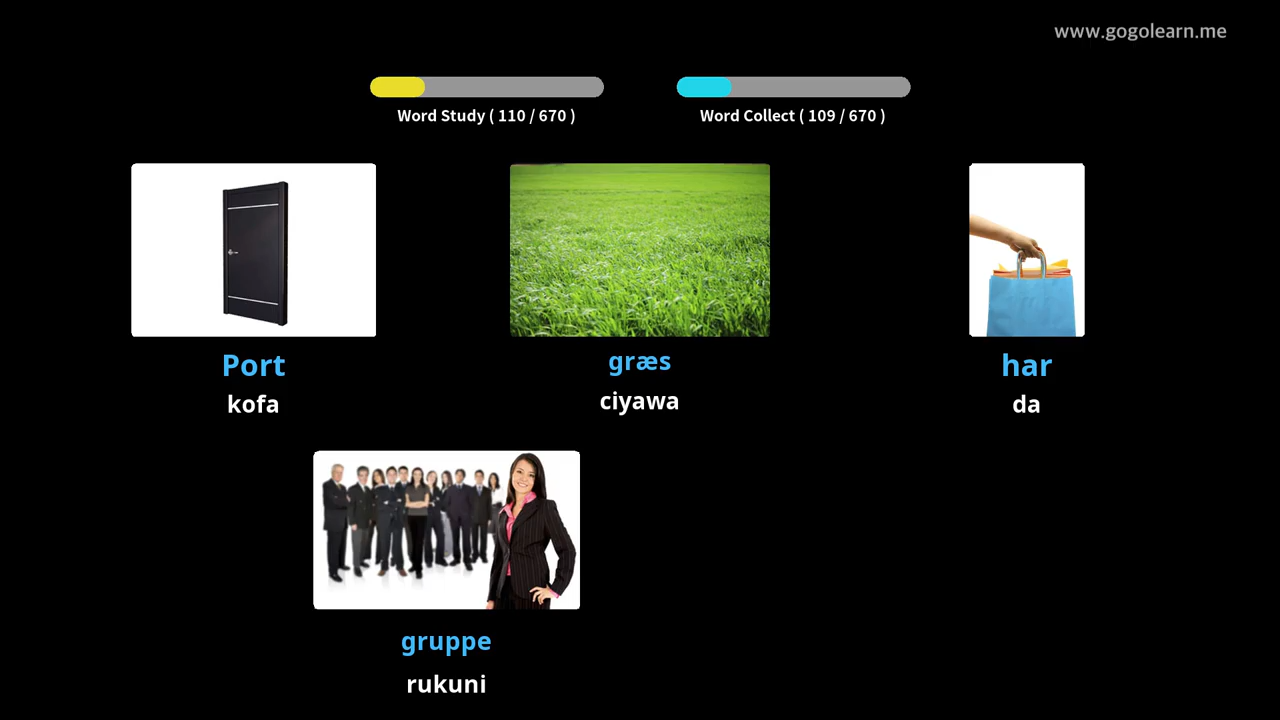 www.gogolearn.me
Word Study ( 110 / 670 )
Word Collect ( 109 / 670 )
Port
kofa
græs
ciyawa
har
da
gruppe
rukuni